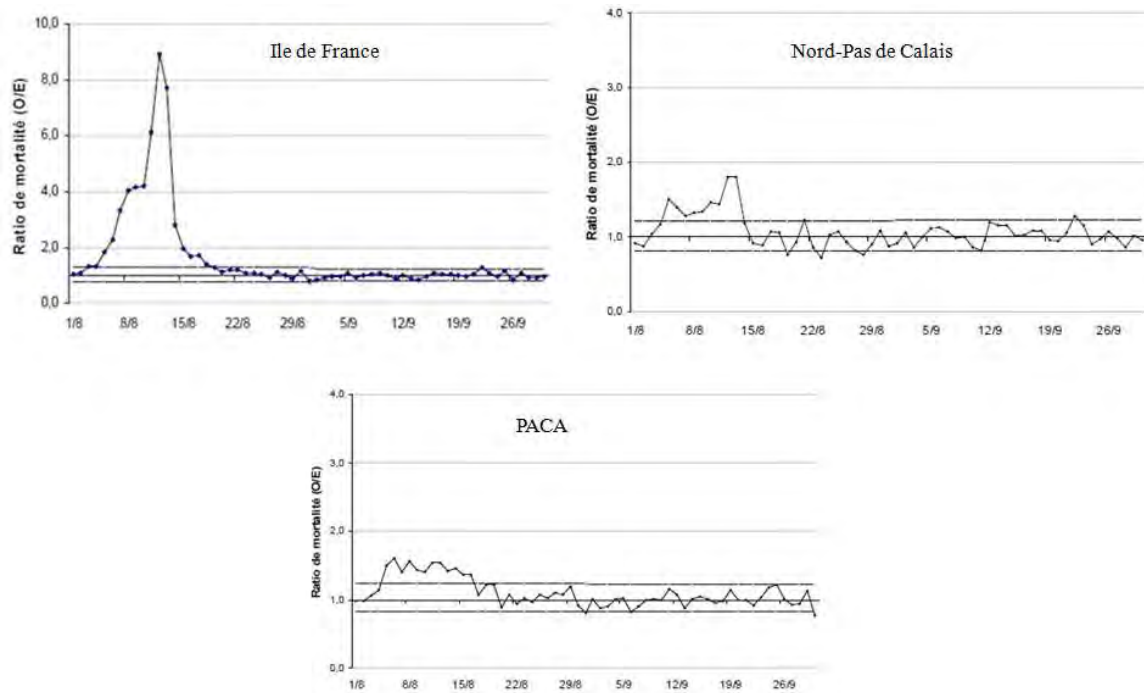 Ile de France
Ratio de mortalité (O/E)
10,0
8,0
6,0
4,0
2,0
0,0
1/8 8/8 15/8 22/8 29/8 5/9 12/9 19/9 26/9
Nord-Pas de Calais
Ratio de mortalité (O/E)
4,0
3,0
2,0
1,0
0,0
1/8 8/8 15/8 22/8 29/8 5/9 12/9 19/9 26/9
PACA
Ratio de mortalité (O/E)
4,0
3,0
2,0
1,0
0,0
1/8 8/8 15/8 22/8 29/8 5/9 12/9 19/9 26/9